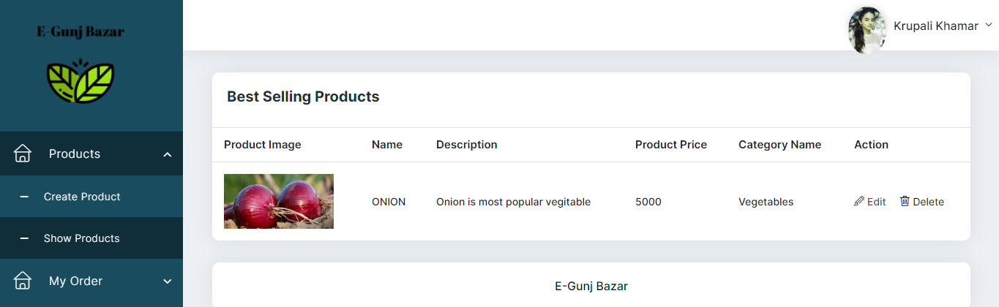 E-Gunj Bazar
Krupali Khamar
Products
Create Product
Show Products
My Order
Best Selling Products
Product Image Name Description Product Price Category Name Action
ONION Onion is most popular vegitable 5000 Vegetables Edit Delete
E-Gunj Bazar